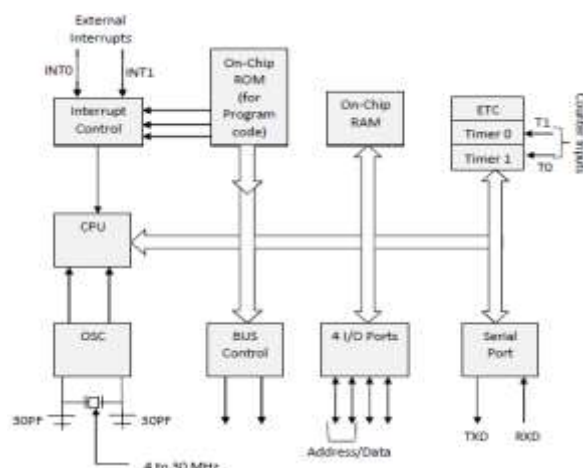 External
Interrupts
INT0
INT1
Interrupt
Control
On-Chip
ROM
(for
Program
code)
On-Chip
RAM
ETC
Timer 0
Timer 1
T1
T0
Counter Inputs
CPU
OSC
BUS
Control
4 I/O Ports
Serial
Port
30PF
30PF
4 to 30 MHz
Address/Data
TXD
RXD